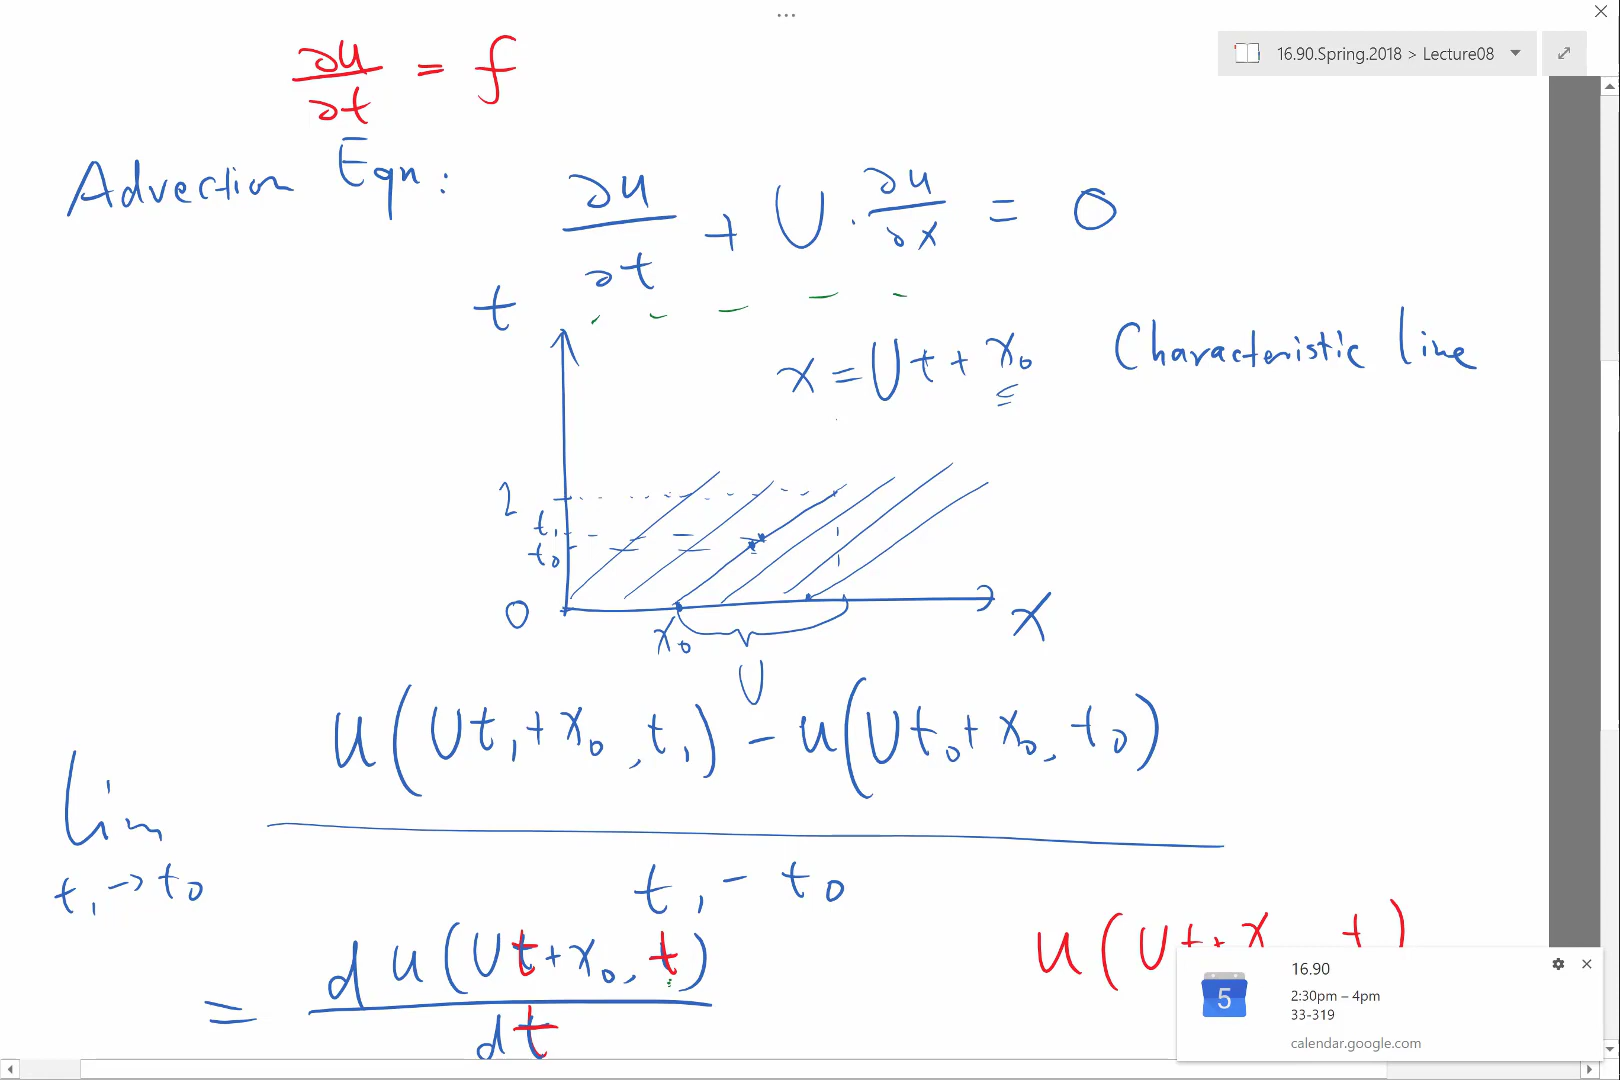 ∂u/∂t = f
16.90.Spring.2018 > Lecture08
Advection Eqn: ∂u/∂t + U · ∂u/∂x = 0
t
x = Ut + x₀ Characteristic line
2
t₁
t₀
0
x₀
x
U
lim t₁→t₀ u(Ut₁+x₀, t₁) − u(Ut₀+x₀, t₀) / t₁ − t₀
= d u(Ut+x₀, t) / dt
u(Ut+x t)
5
16.90
2:30pm – 4pm
33-319
calendar.google.com